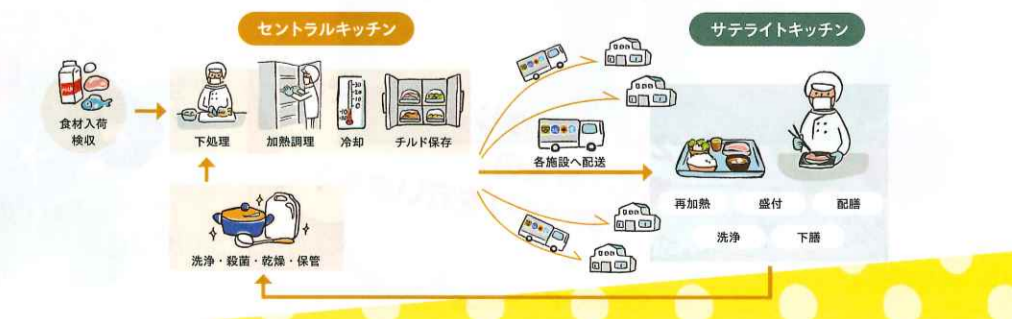 セントラルキッチン
サテライトキッチン
食材入荷
検収
下処理
加熱調理
冷却
チルド保存
各施設へ配送
再加熱
盛付
配膳
洗浄
下膳
洗浄・殺菌・乾燥・保管